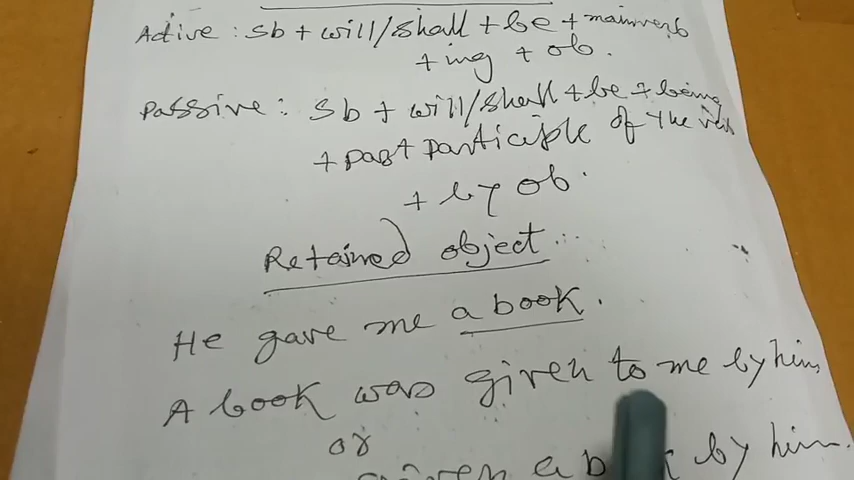 Active : sb + will/shall + be + mainverb
+ ing + ob.
Passive : sb + will/shall + be + being
+ past participle of the
+ by ob.
Retained object
He gave me a book.
A book was given to me by him
or
given a by him.